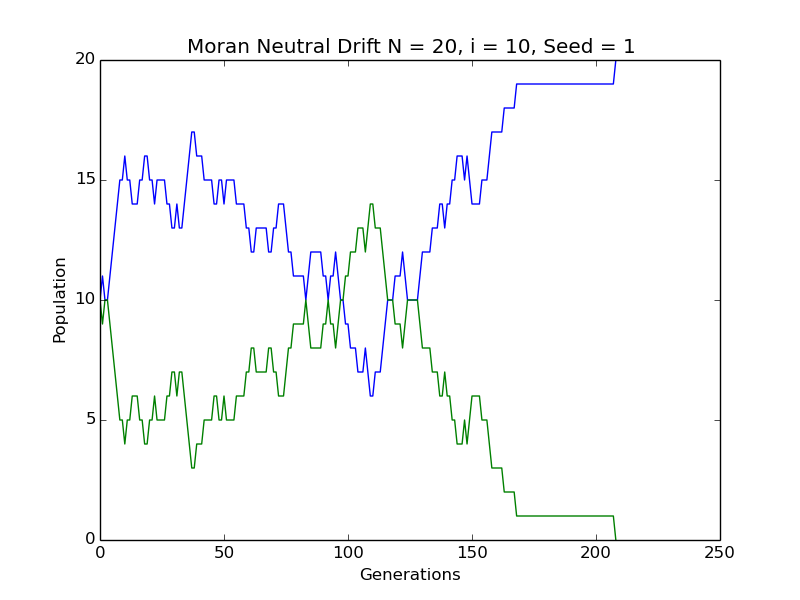 Moran Neutral Drift N = 20, i = 10, Seed = 1
20
15
10
5
0
Population
0 50 100 150 200 250
Generations